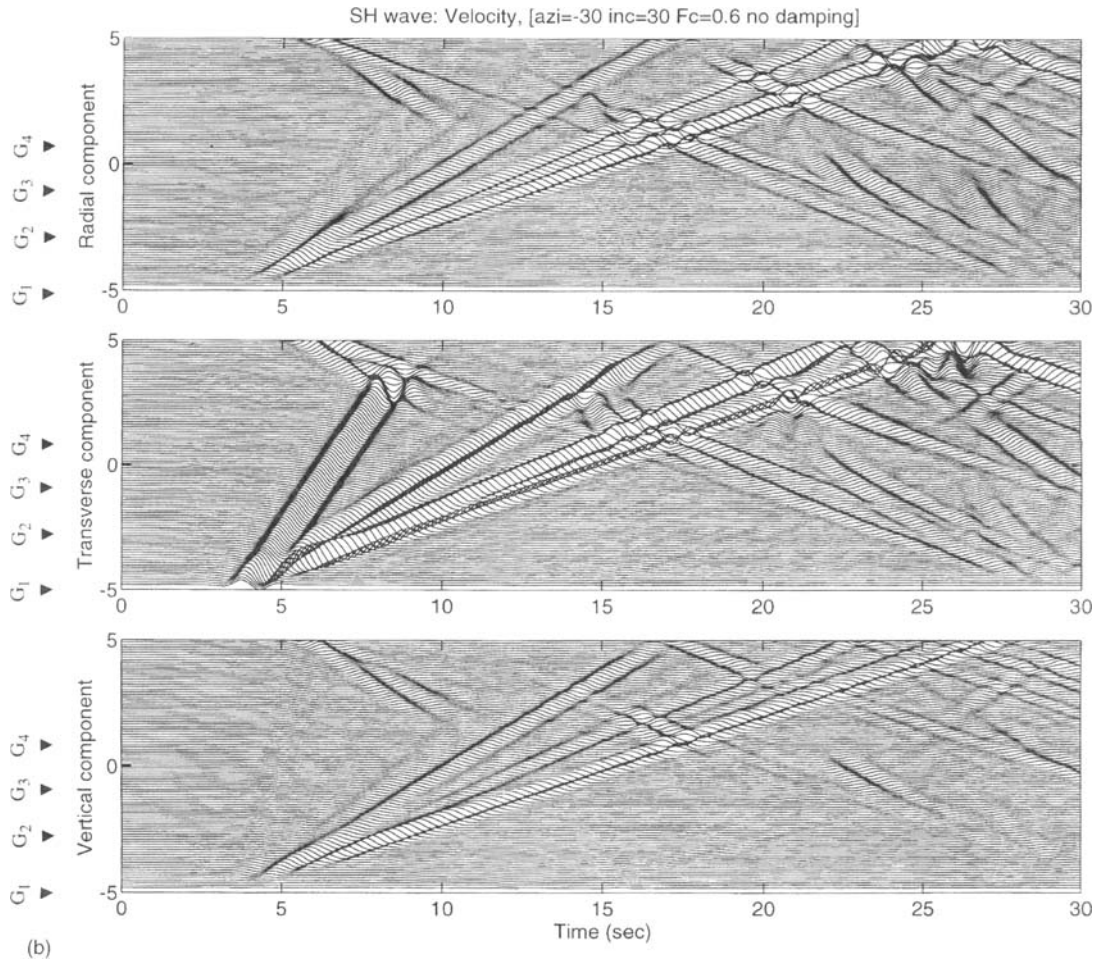 SH wave: Velocity, [azi=-30 inc=30 Fc=0.6 no damping]
5
0
-5
G4
G3
G2
G1
Radial component
0 5 10 15 20 25 30
5
0
-5
G4
G3
G2
G1
Transverse component
0 5 10 15 20 25 30
5
0
-5
G4
G3
G2
G1
Vertical component
0 5 10 15 20 25 30
Time (sec)
(b)